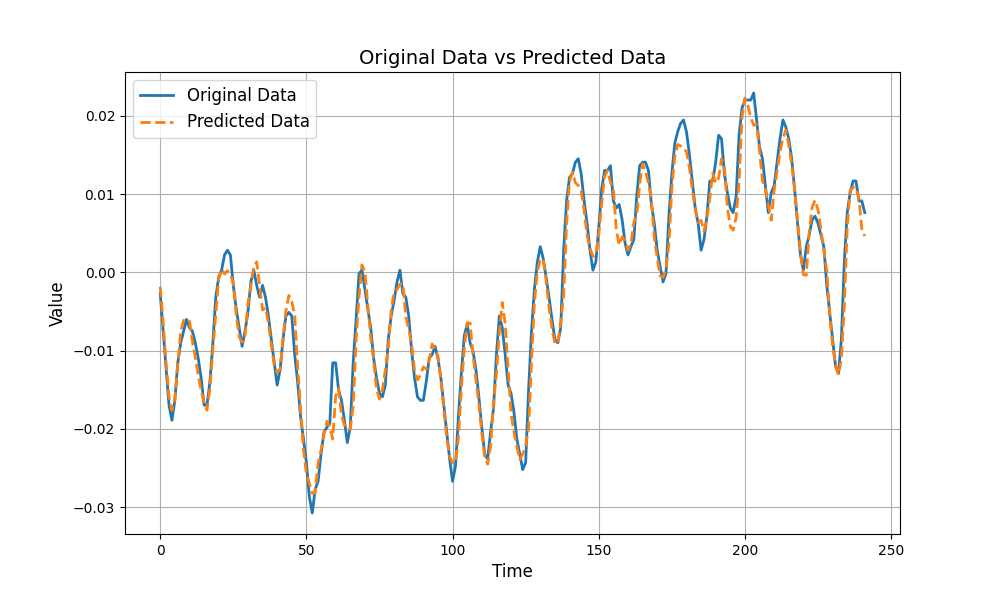 Original Data vs Predicted Data
Original Data
Predicted Data
Value
0.02
0.01
0.00
−0.01
−0.02
−0.03
0 50 100 150 200 250
Time